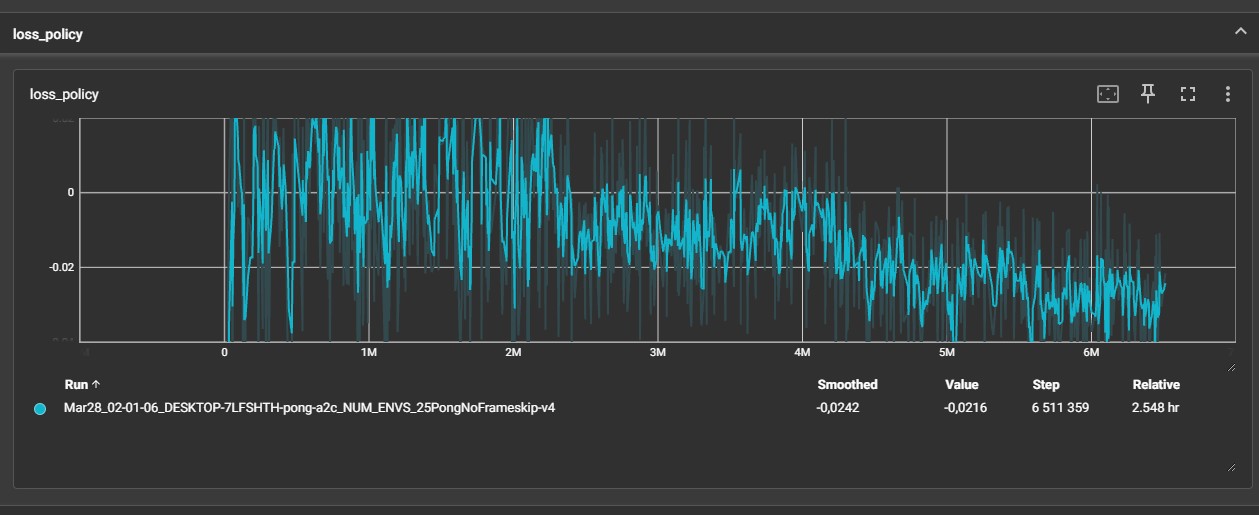 loss_policy
loss_policy
0
-0.02
0 1M 2M 3M 4M 5M 6M
Run ↑ Smoothed Value Step Relative
Mar28_02-01-06_DESKTOP-7LFSHTH-pong-a2c_NUM_ENVS_25PongNoFrameskip-v4 -0,0242 -0,0216 6 511 359 2.548 hr